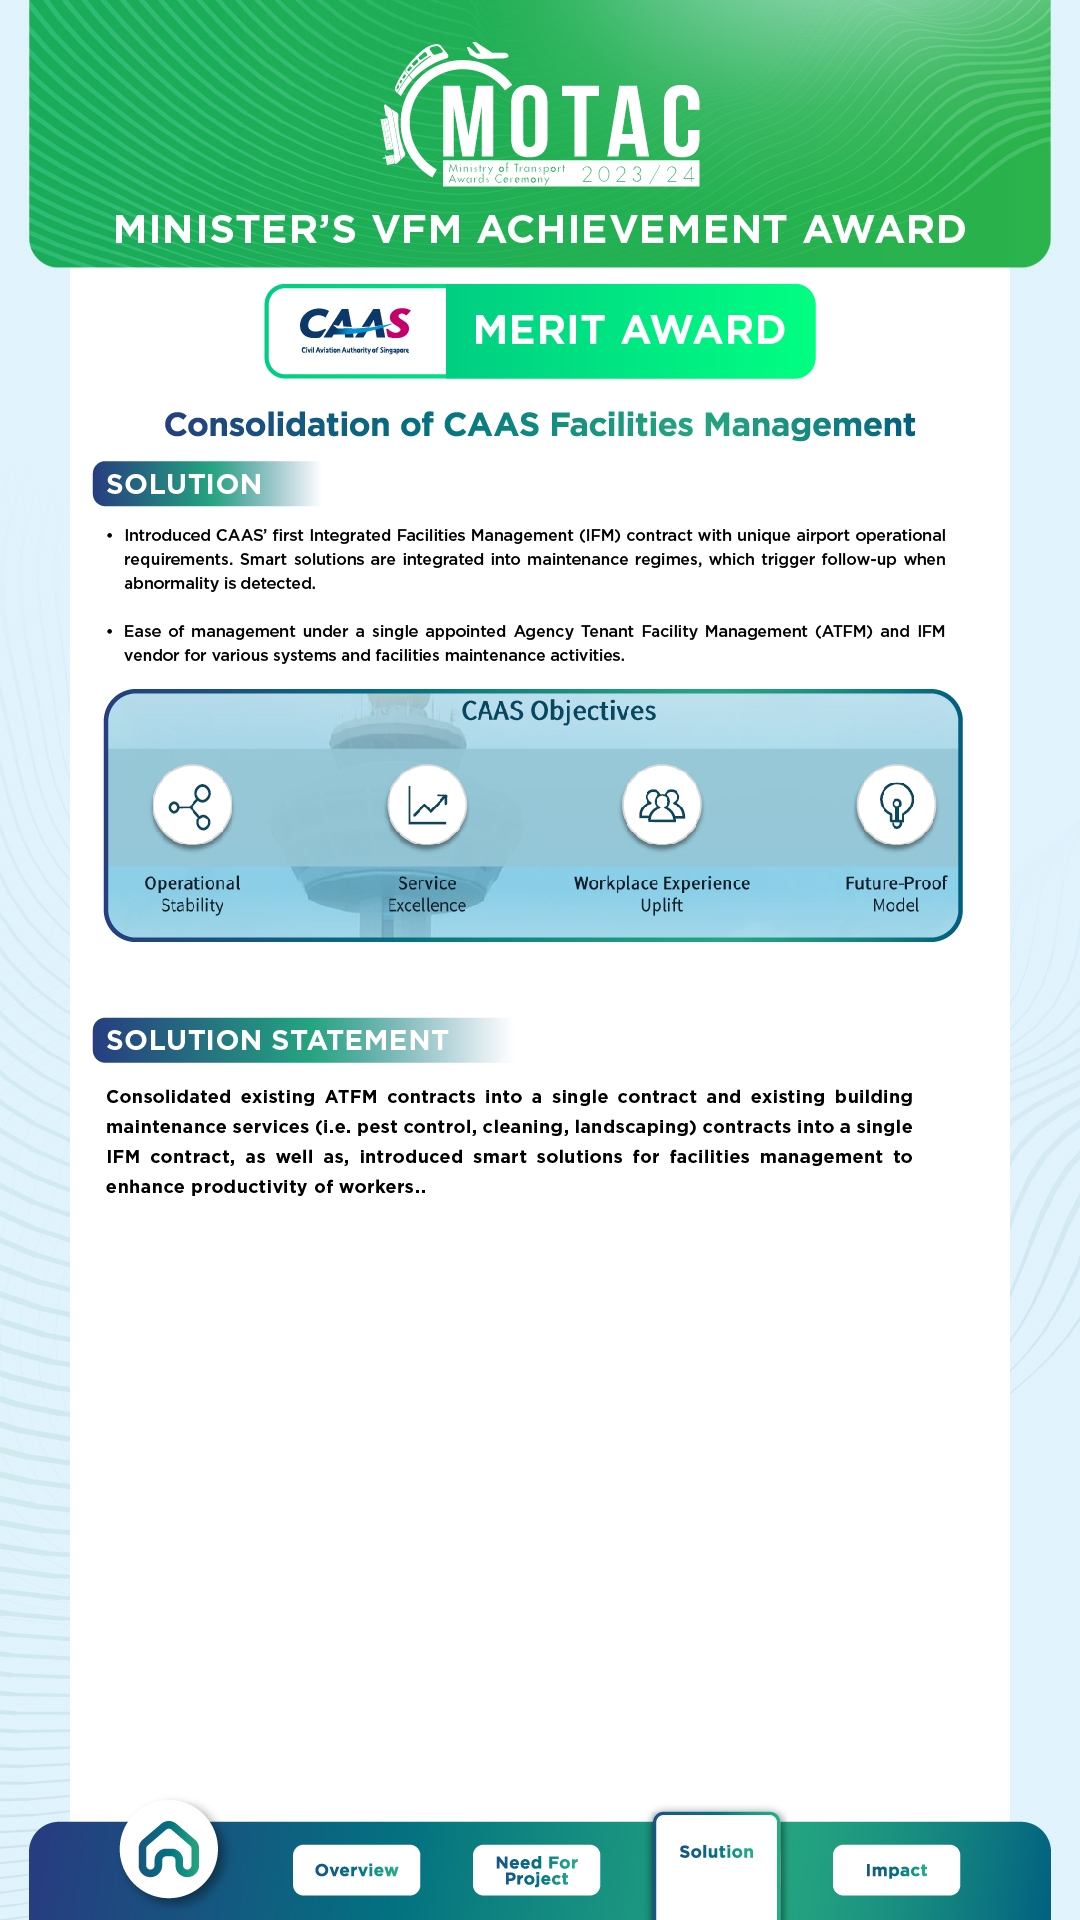 MOTAC
Ministry of Transport
Awards Ceremony 2023/24
MINISTER’S VFM ACHIEVEMENT AWARD
CAAS
Civil Aviation Authority of Singapore
MERIT AWARD
Consolidation of CAAS Facilities Management
SOLUTION
• Introduced CAAS’ first Integrated Facilities Management (IFM) contract with unique airport operational
requirements. Smart solutions are integrated into maintenance regimes, which trigger follow-up when
abnormality is detected.
• Ease of management under a single appointed Agency Tenant Facility Management (ATFM) and IFM
vendor for various systems and facilities maintenance activities.
CAAS Objectives
Operational
Stability
Service
Excellence
Workplace Experience
Uplift
Future-Proof
Model
SOLUTION STATEMENT
Consolidated existing ATFM contracts into a single contract and existing building
maintenance services (i.e. pest control, cleaning, landscaping) contracts into a single
IFM contract, as well as, introduced smart solutions for facilities management to
enhance productivity of workers..
Overview
Need For
Project
Solution
Impact